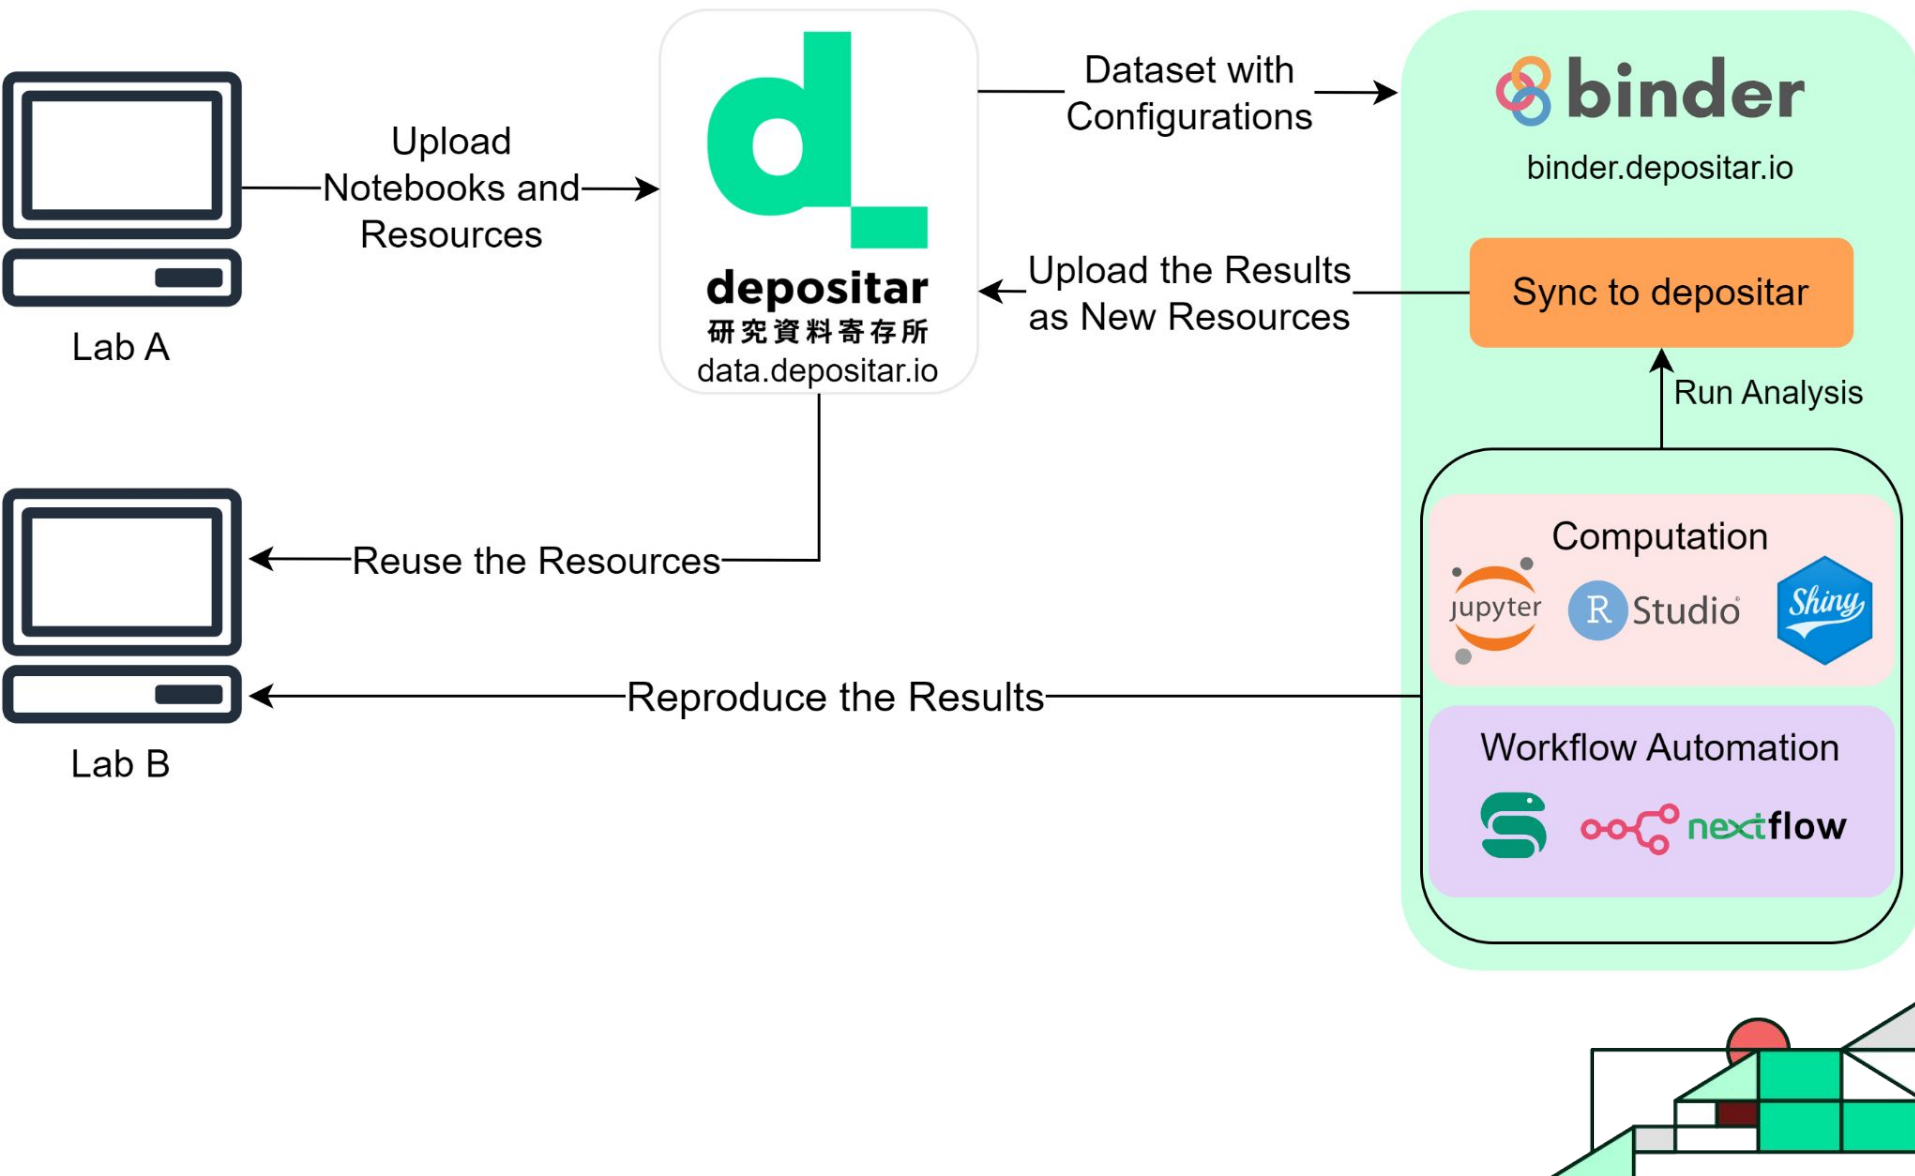 Upload
Notebooks and
Resources
Lab A
depositar
研究資料寄存所
data.depositar.io
Dataset with
Configurations
binder
binder.depositar.io
Upload the Results
as New Resources
Sync to depositar
Run Analysis
Reuse the Resources
Computation
jupyter
R Studio
Shiny
Reproduce the Results
Lab B
Workflow Automation
nextflow